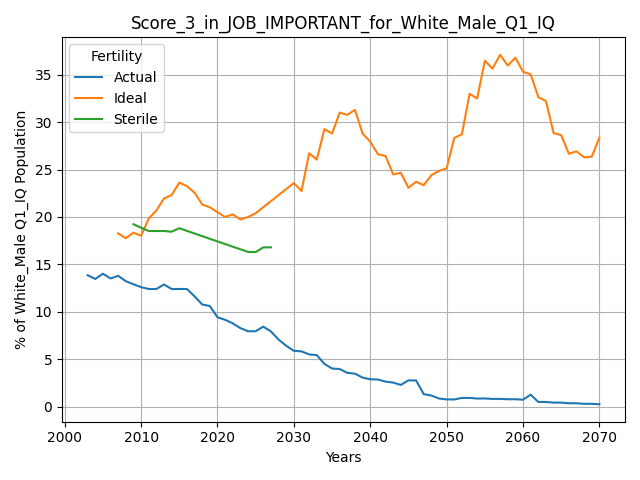 Score_3_in_JOB_IMPORTANT_for_White_Male_Q1_IQ
Fertility
Actual
Ideal
Sterile
% of White_Male Q1_IQ Population
35
30
25
20
15
10
5
0
2000
2010
2020
2030
2040
2050
2060
2070
Years